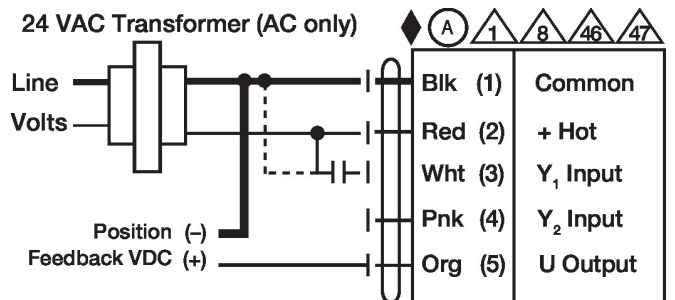 24 VAC Transformer (AC only)
A 1 8 46 47
Line
Volts
Blk (1) Common
Red (2) + Hot
Wht (3) Y1 Input
Pnk (4) Y2 Input
Position (–)
Feedback VDC (+)
Org (5) U Output